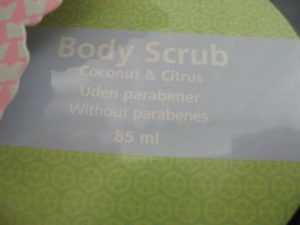 Body Scrub
Coconut & Citrus
Uden parabener
Without parabenes
85 ml